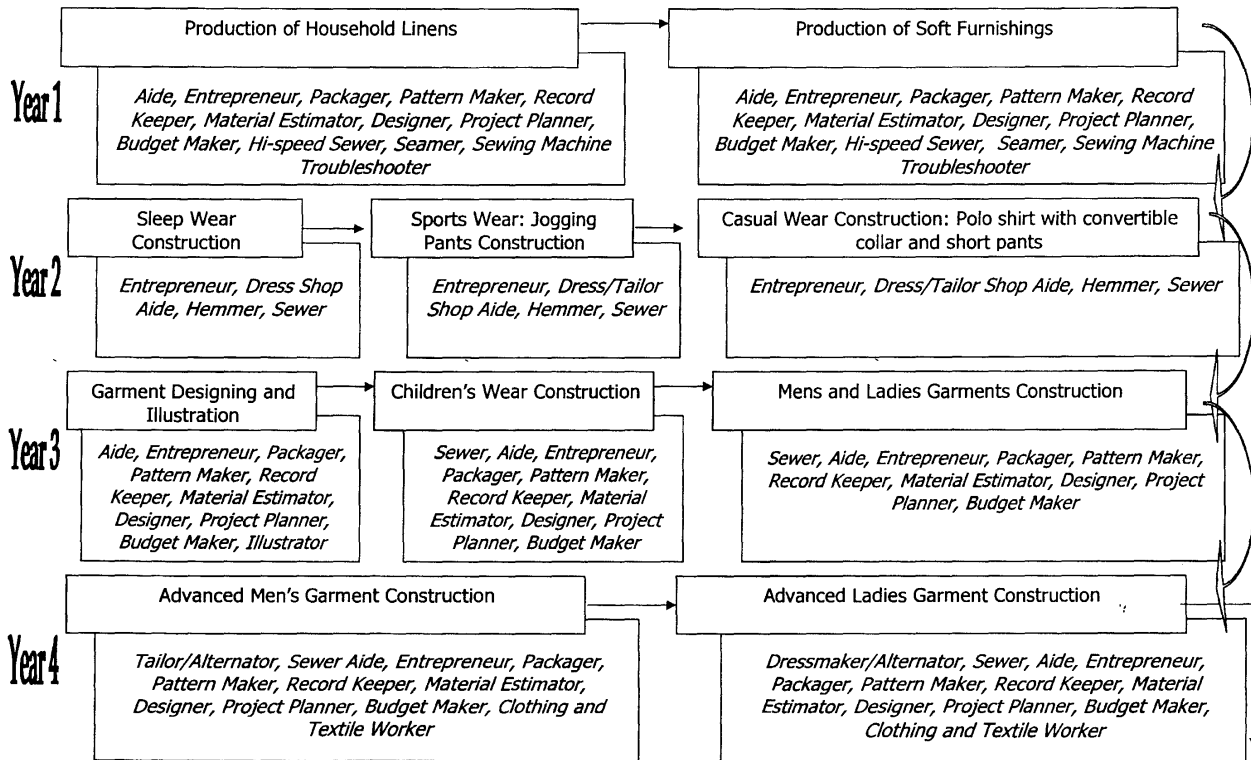 Year 1
Production of Household Linens
Aide, Entrepreneur, Packager, Pattern Maker, Record
Keeper, Material Estimator, Designer, Project Planner,
Budget Maker, Hi-speed Sewer, Seamer, Sewing Machine
Troubleshooter
Production of Soft Furnishings
Aide, Entrepreneur, Packager, Pattern Maker, Record
Keeper, Material Estimator, Designer, Project Planner,
Budget Maker, Hi-speed Sewer, Seamer, Sewing Machine
Troubleshooter
Year 2
Sleep Wear
Construction
Entrepreneur, Dress Shop
Aide, Hemmer, Sewer
Sports Wear: Jogging
Pants Construction
Entrepreneur, Dress/Tailor
Shop Aide, Hemmer, Sewer
Casual Wear Construction: Polo shirt with convertible
collar and short pants
Entrepreneur, Dress/Tailor Shop Aide, Hemmer, Sewer
Year 3
Garment Designing and
Illustration
Aide, Entrepreneur, Packager,
Pattern Maker, Record
Keeper, Material Estimator,
Designer, Project Planner,
Budget Maker, Illustrator
Children's Wear Construction
Sewer, Aide, Entrepreneur,
Packager, Pattern Maker,
Record Keeper, Material
Estimator, Designer, Project
Planner, Budget Maker
Mens and Ladies Garments Construction
Sewer, Aide, Entrepreneur, Packager, Pattern Maker,
Record Keeper, Material Estimator, Designer, Project
Planner, Budget Maker
Year 4
Advanced Men's Garment Construction
Tailor/Alternator, Sewer Aide, Entrepreneur, Packager,
Pattern Maker, Record Keeper, Material Estimator,
Designer, Project Planner, Budget Maker, Clothing and
Textile Worker
Advanced Ladies Garment Construction
Dressmaker/Alternator, Sewer, Aide, Entrepreneur,
Packager, Pattern Maker, Record Keeper, Material
Estimator, Designer, Project Planner, Budget Maker,
Clothing and Textile Worker